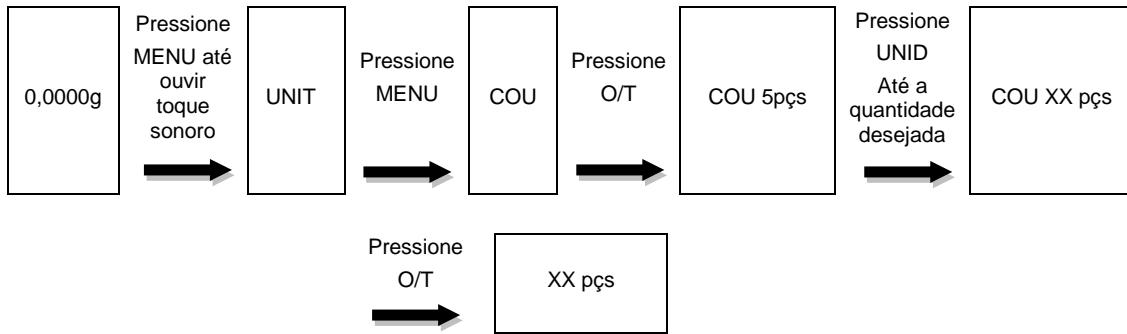 0,0000g
Pressione
MENU até
ouvir
toque
sonoro
UNIT
Pressione
MENU
COU
Pressione
O/T
COU 5pçs
Pressione
UNID
Até a
quantidade
desejada
COU XX pçs
Pressione
O/T
XX pçs